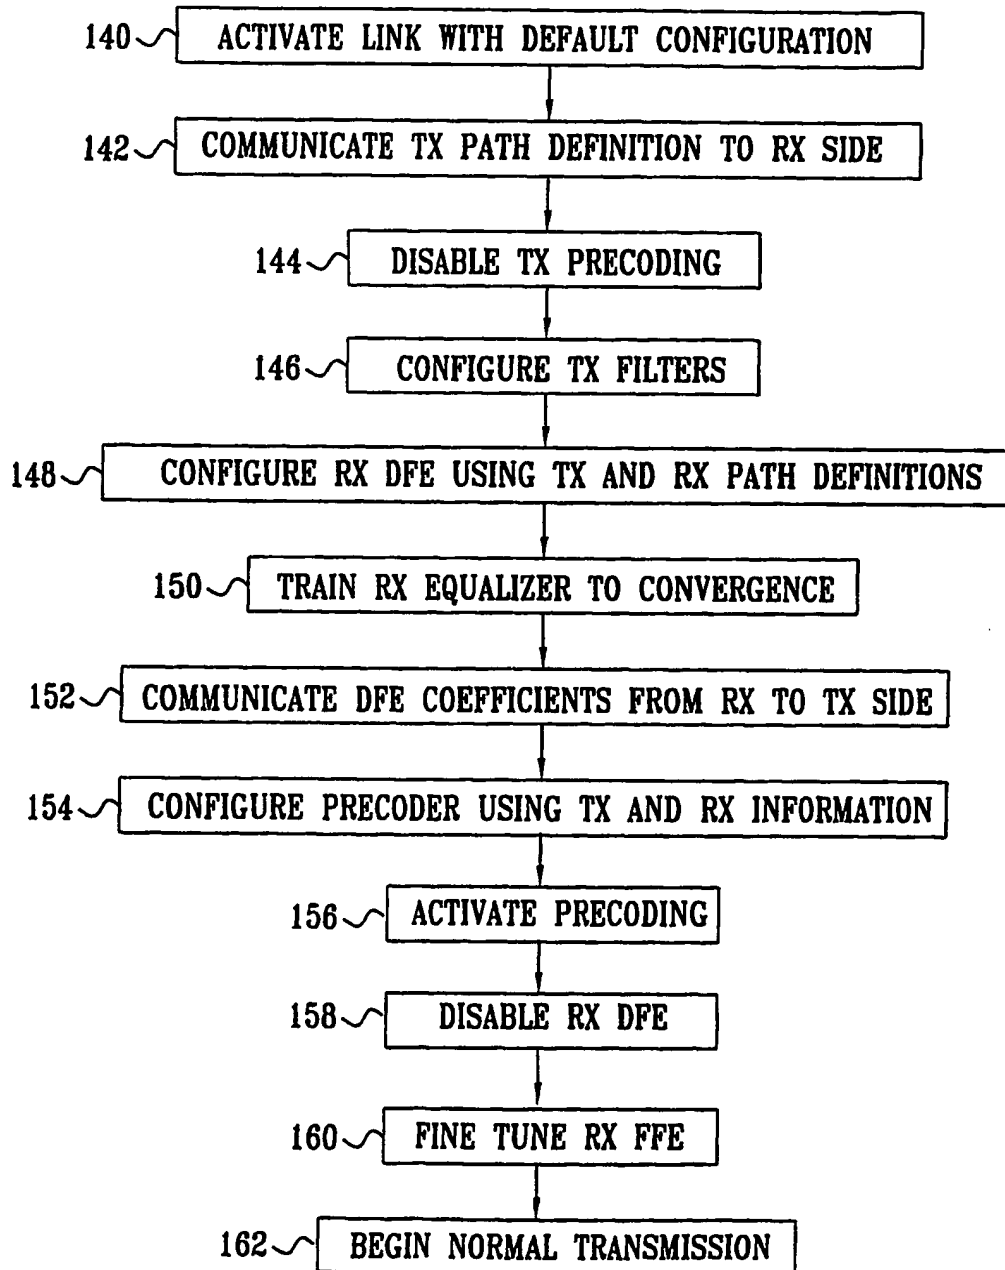 140 ACTIVATE LINK WITH DEFAULT CONFIGURATION
142 COMMUNICATE TX PATH DEFINITION TO RX SIDE
144 DISABLE TX PRECODING
146 CONFIGURE TX FILTERS
148 CONFIGURE RX DFE USING TX AND RX PATH DEFINITIONS
150 TRAIN RX EQUALIZER TO CONVERGENCE
152 COMMUNICATE DFE COEFFICIENTS FROM RX TO TX SIDE
154 CONFIGURE PRECODER USING TX AND RX INFORMATION
156 ACTIVATE PRECODING
158 DISABLE RX DFE
160 FINE TUNE RX FFE
162 BEGIN NORMAL TRANSMISSION